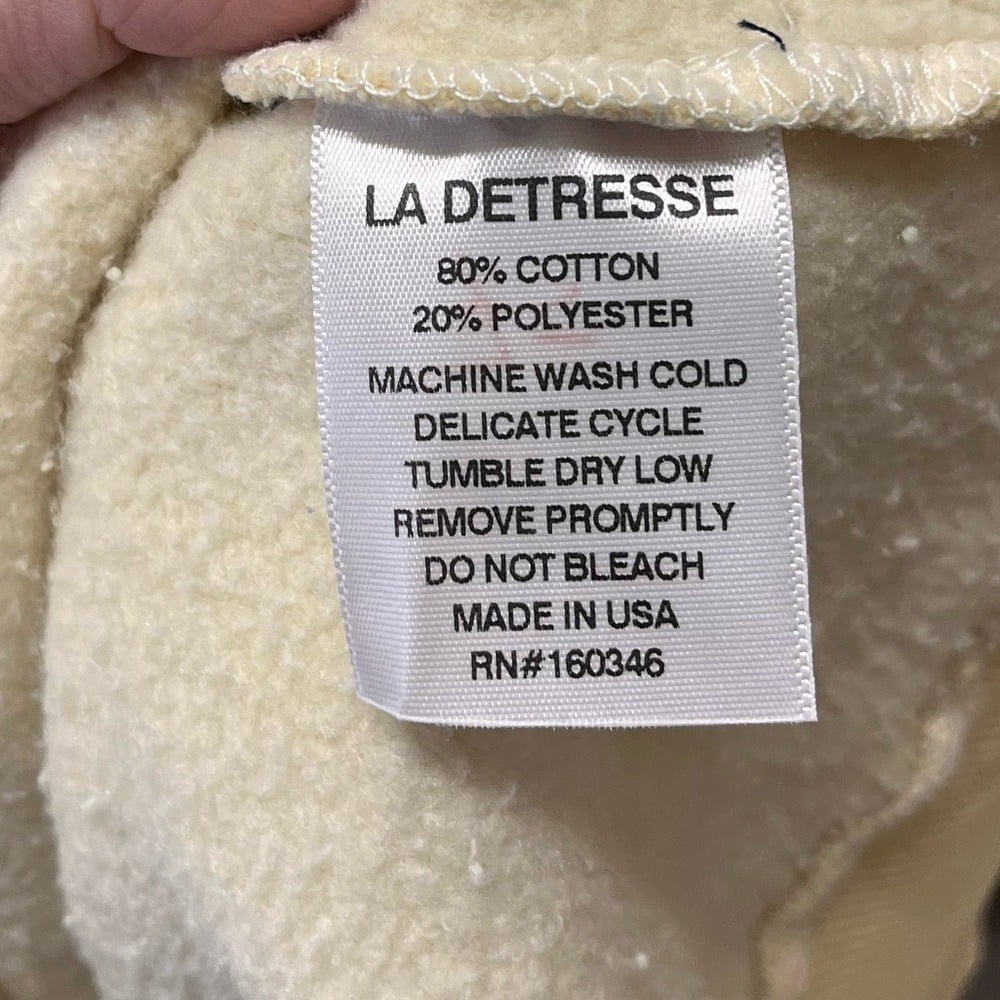 LA DETRESSE
80% COTTON
20% POLYESTER
MACHINE WASH COLD
DELICATE CYCLE
TUMBLE DRY LOW
REMOVE PROMPTLY
DO NOT BLEACH
MADE IN USA
RN#160346